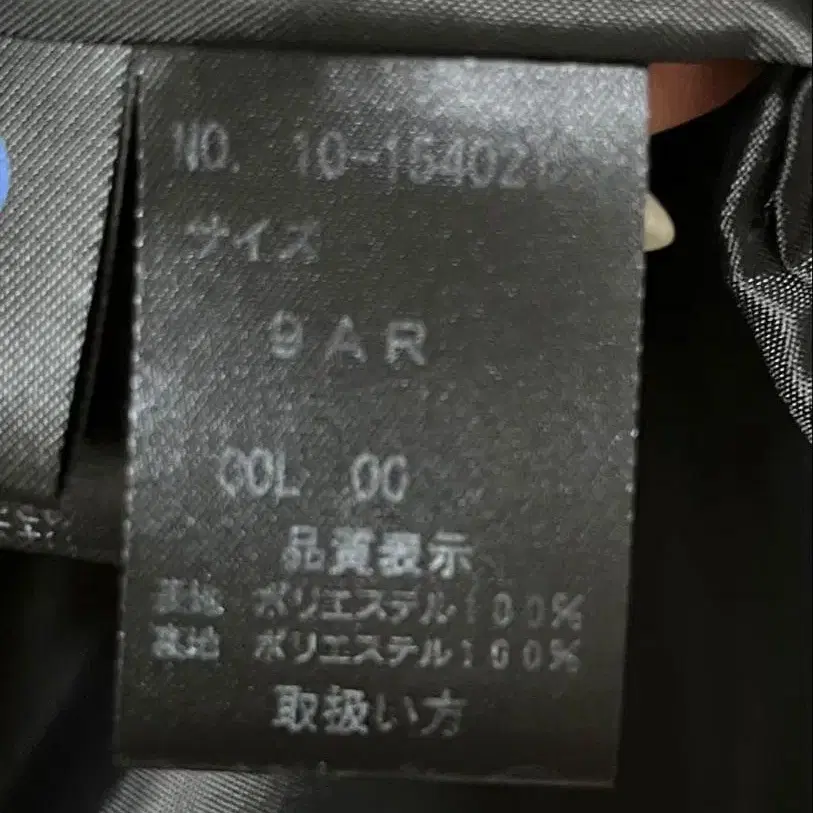 NO. 10-154021
サイズ
9AR
COL 00
品質表示
表地 ポリエステル100%
裏地 ポリエステル100%
取扱い方